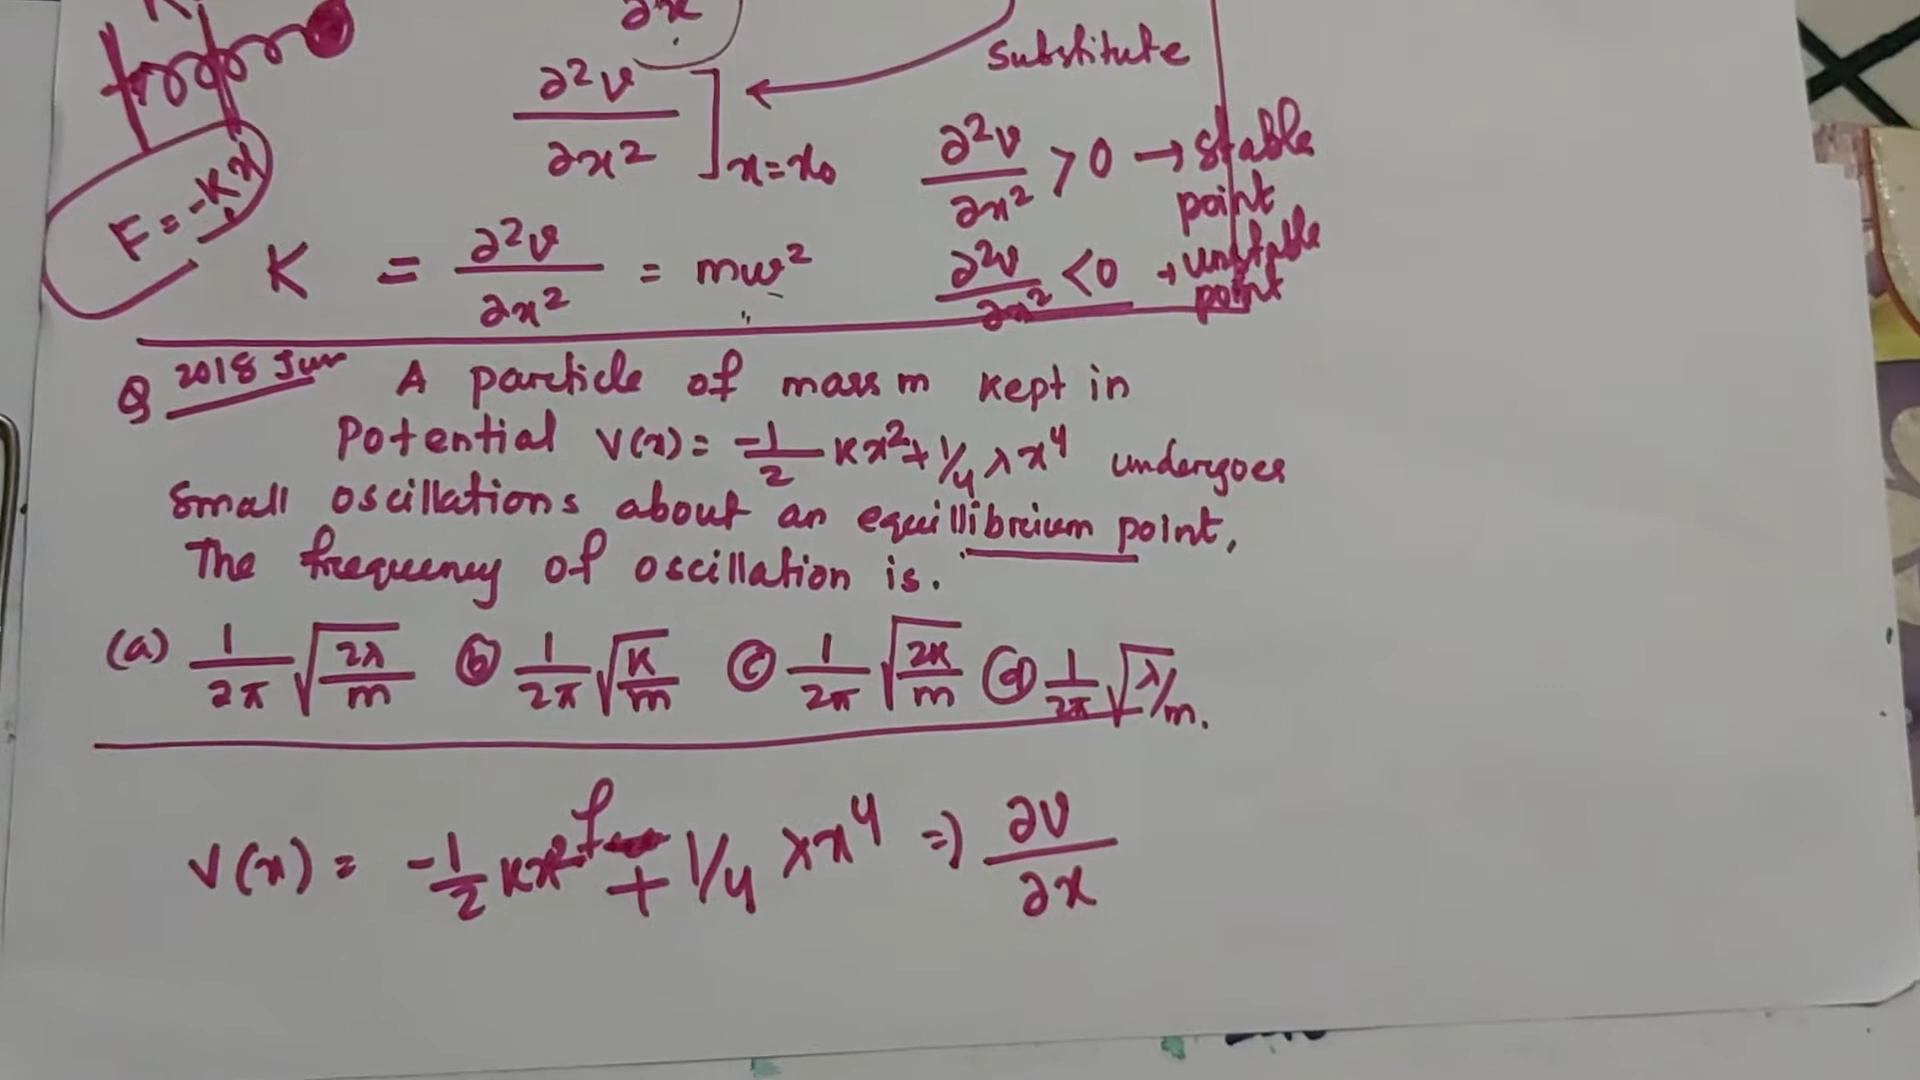 ∂x
Substitute
∂²v/∂x² ]x=x₀
∂²v/∂x² > 0 → stable point
F = -Kx
K = ∂²v/∂x² = mω²
∂²v/∂x² < 0 → unstable point
Q 2018 Jun A particle of mass m kept in
Potential V(x) = -1/2 Kx² + 1/4 λx⁴ undergoes
Small oscillations about an equillibrium point,
The frequency of oscillation is.
(a) 1/2π √(2λ/m) (b) 1/2π √(K/m) (c) 1/2π √(2K/m) (d) 1/2π √(λ/m).
V(x) = -1/2 Kx² + 1/4 λx⁴ ⇒ ∂V/∂x